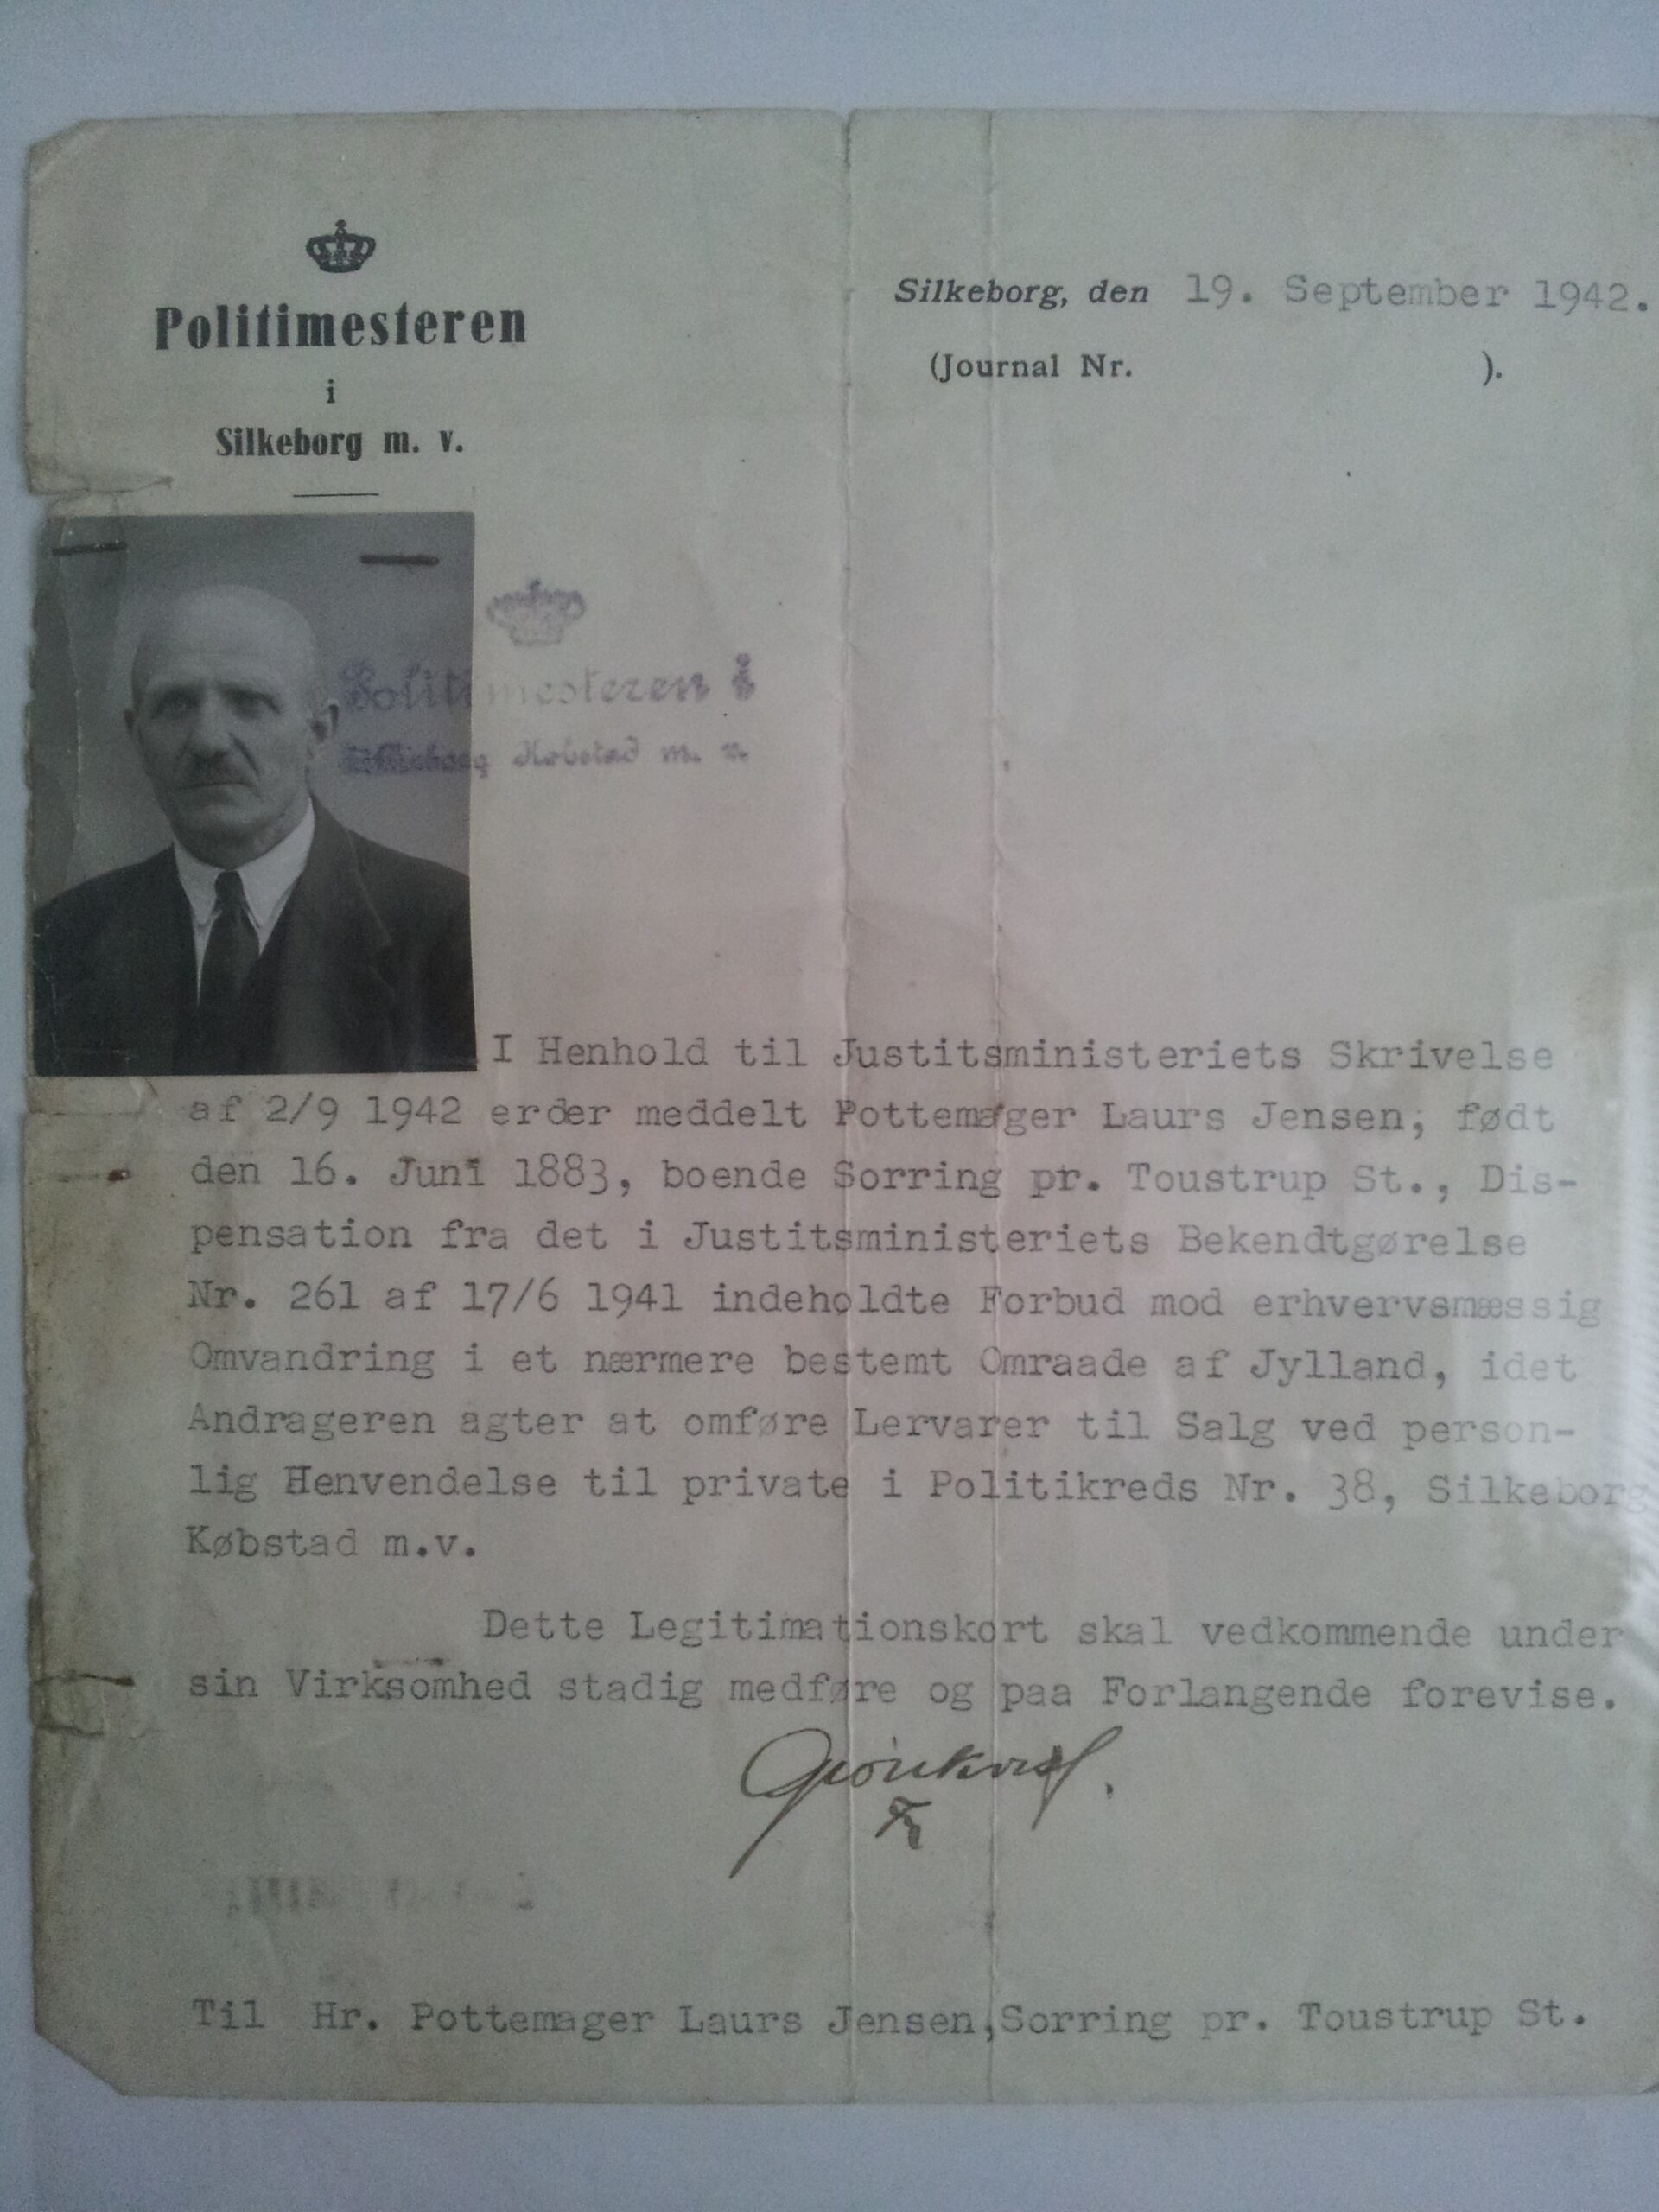 Politimesteren
i
Silkeborg m. v.
Silkeborg, den 19. September 1942.
(Journal Nr. ).
Politimesteren i
Købstad m. v.
I Henhold til Justitsministeriets Skrivelse
af 2/9 1942 er der meddelt Pottemager Laurs Jensen, født
den 16. Juni 1883, boende Sorring pr. Toustrup St., Dis-
pensation fra det i Justitsministeriets Bekendtgørelse
Nr. 261 af 17/6 1941 indeholdte Forbud mod erhvervsmæssig
Omvandring i et nærmere bestemt Omraade af Jylland, idet
Andrageren agter at omføre Lervarer til Salg ved person-
lig Henvendelse til private i Politikreds Nr. 38, Silkeborg
Købstad m.v.
Dette Legitimationskort skal vedkommende under
sin Virksomhed stadig medføre og paa Forlangende forevise.
Til Hr. Pottemager Laurs Jensen, Sorring pr. Toustrup St.